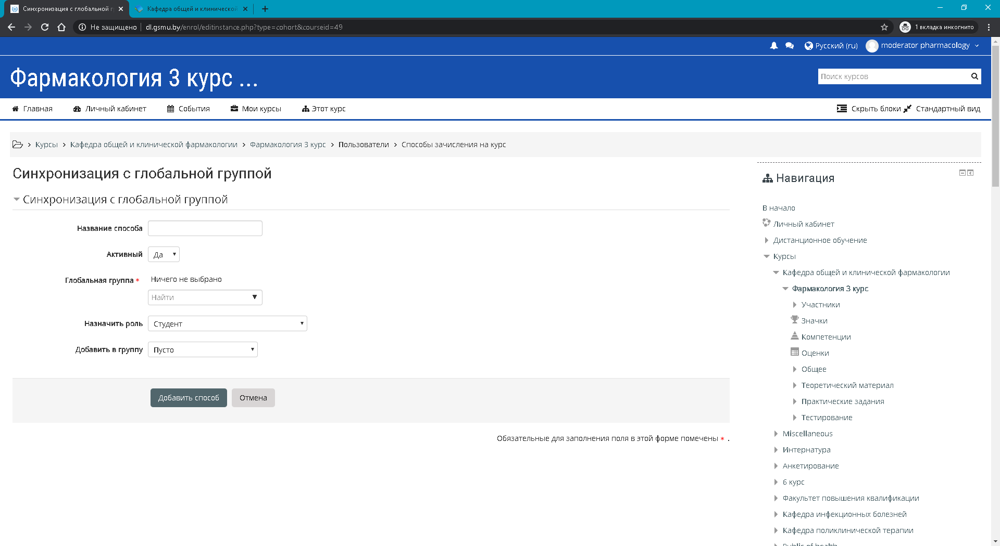 Синхронизация с глобальной г
Кафедра общей и клинической
Не защищено
dl.gsmu.by/enrol/editinstance.php?type=cohort&courseid=49
1 вкладка инкогнито
Русский (ru)
moderator pharmacology
Фармакология 3 курс ...
Поиск курсов
Главная
Личный кабинет
События
Мои курсы
Этот курс
Скрыть блоки
Стандартный вид
Курсы
Кафедра общей и клинической фармакологии
Фармакология 3 курс
Пользователи
Способы зачисления на курс
Синхронизация с глобальной группой
Синхронизация с глобальной группой
Название способа
Активный
Да
Глобальная группа *
Ничего не выбрано
Найти
Назначить роль
Студент
Добавить в группу
Пусто
Добавить способ
Отмена
Обязательные для заполнения поля в этой форме помечены * .
Навигация
В начало
Личный кабинет
Дистанционное обучение
Курсы
Кафедра общей и клинической фармакологии
Фармакология 3 курс
Участники
Значки
Компетенции
Оценки
Общее
Теоретический материал
Практические задания
Тестирование
Miscellaneous
Интернатура
Анкетирование
6 курс
Факультет повышения квалификации
Кафедра инфекционных болезней
Кафедра поликлинической терапии
Public of health